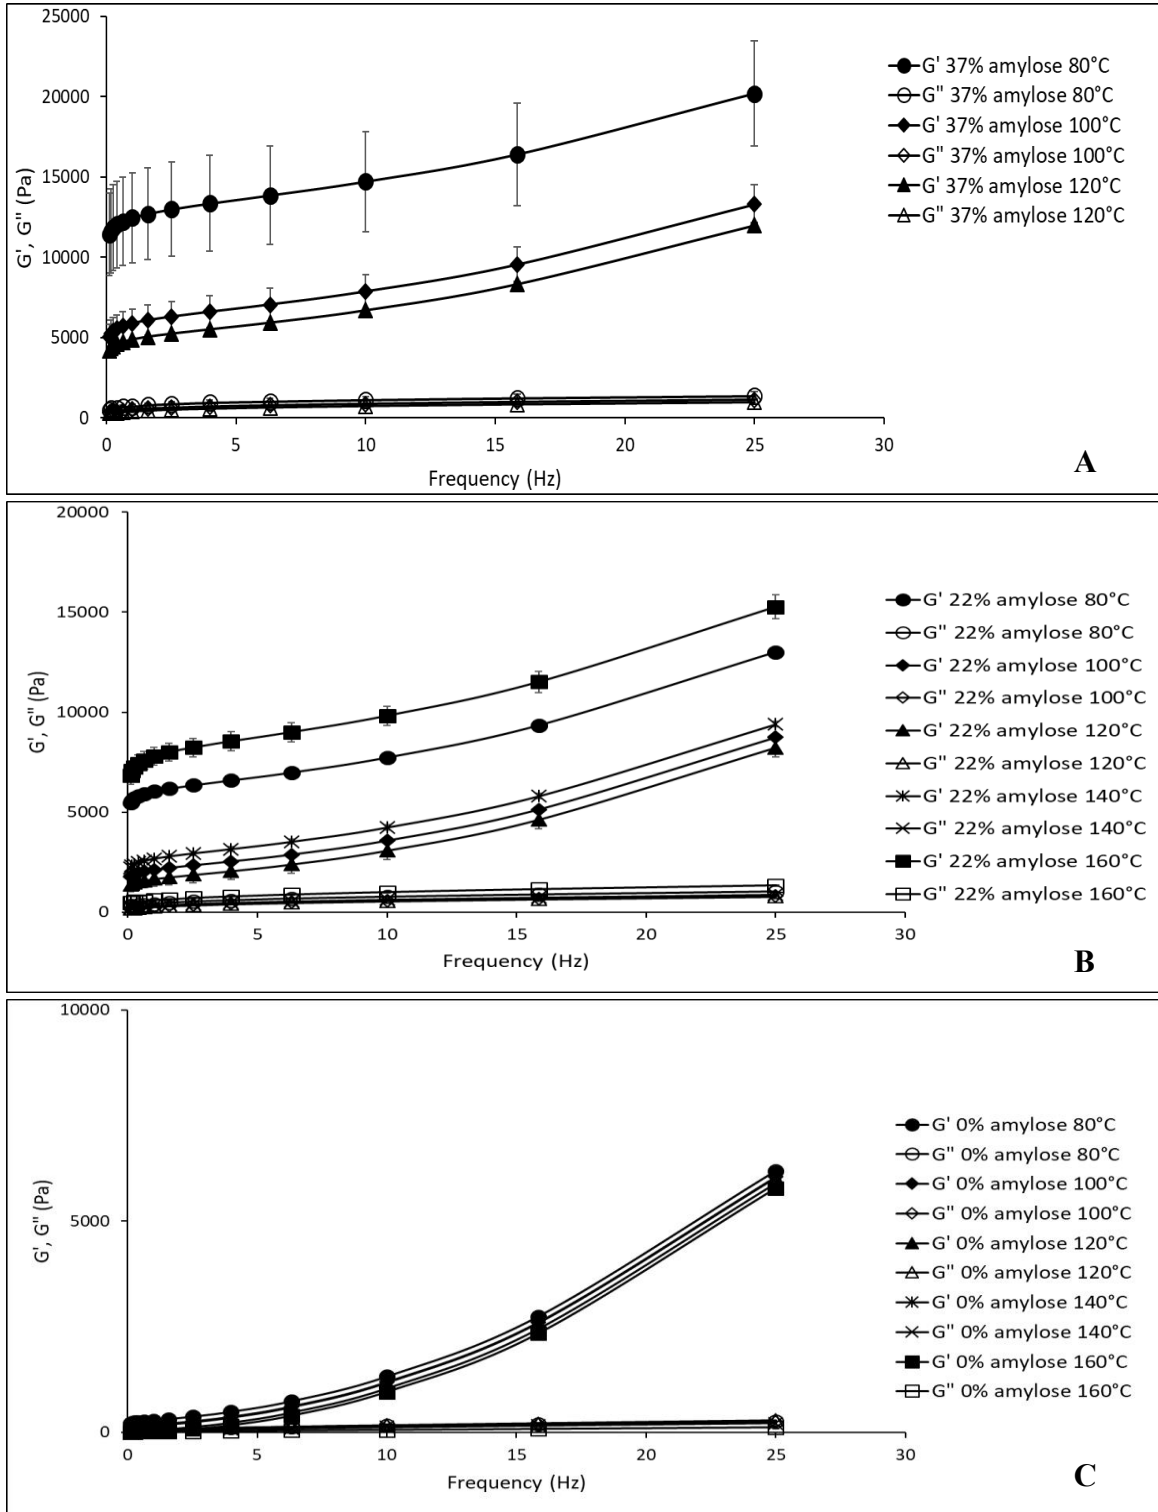 25000
20000
15000
10000
5000
0
G', G" (Pa)
0 5 10 15 20 25 30
Frequency (Hz)
G' 37% amylose 80°C
G" 37% amylose 80°C
G' 37% amylose 100°C
G" 37% amylose 100°C
G' 37% amylose 120°C
G" 37% amylose 120°C
A
20000
15000
10000
5000
0
G', G" (Pa)
0 5 10 15 20 25 30
Frequency (Hz)
G' 22% amylose 80°C
G" 22% amylose 80°C
G' 22% amylose 100°C
G" 22% amylose 100°C
G' 22% amylose 120°C
G" 22% amylose 120°C
G' 22% amylose 140°C
G" 22% amylose 140°C
G' 22% amylose 160°C
G" 22% amylose 160°C
B
10000
5000
0
G', G" (Pa)
0 5 10 15 20 25 30
Frequency (Hz)
G' 0% amylose 80°C
G" 0% amylose 80°C
G' 0% amylose 100°C
G" 0% amylose 100°C
G' 0% amylose 120°C
G" 0% amylose 120°C
G' 0% amylose 140°C
G" 0% amylose 140°C
G' 0% amylose 160°C
G" 0% amylose 160°C
C